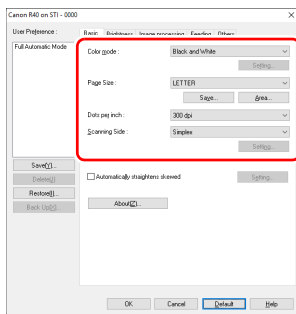 Canon R40 on STI - 0000
User Preference :
Full Automatic Mode
Save(Y)...
Delete(J)
Restore(I)...
Back Up(K)...
Basic Brightness Image processing Feeding Others
Color mode : Black and White
Setting...
Page Size : LETTER
Save... Area...
Dots per inch : 300 dpi
Scanning Side : Simplex
Setting...
Automatically straightens skewed Setting...
About(Z)...
OK Cancel Default Help